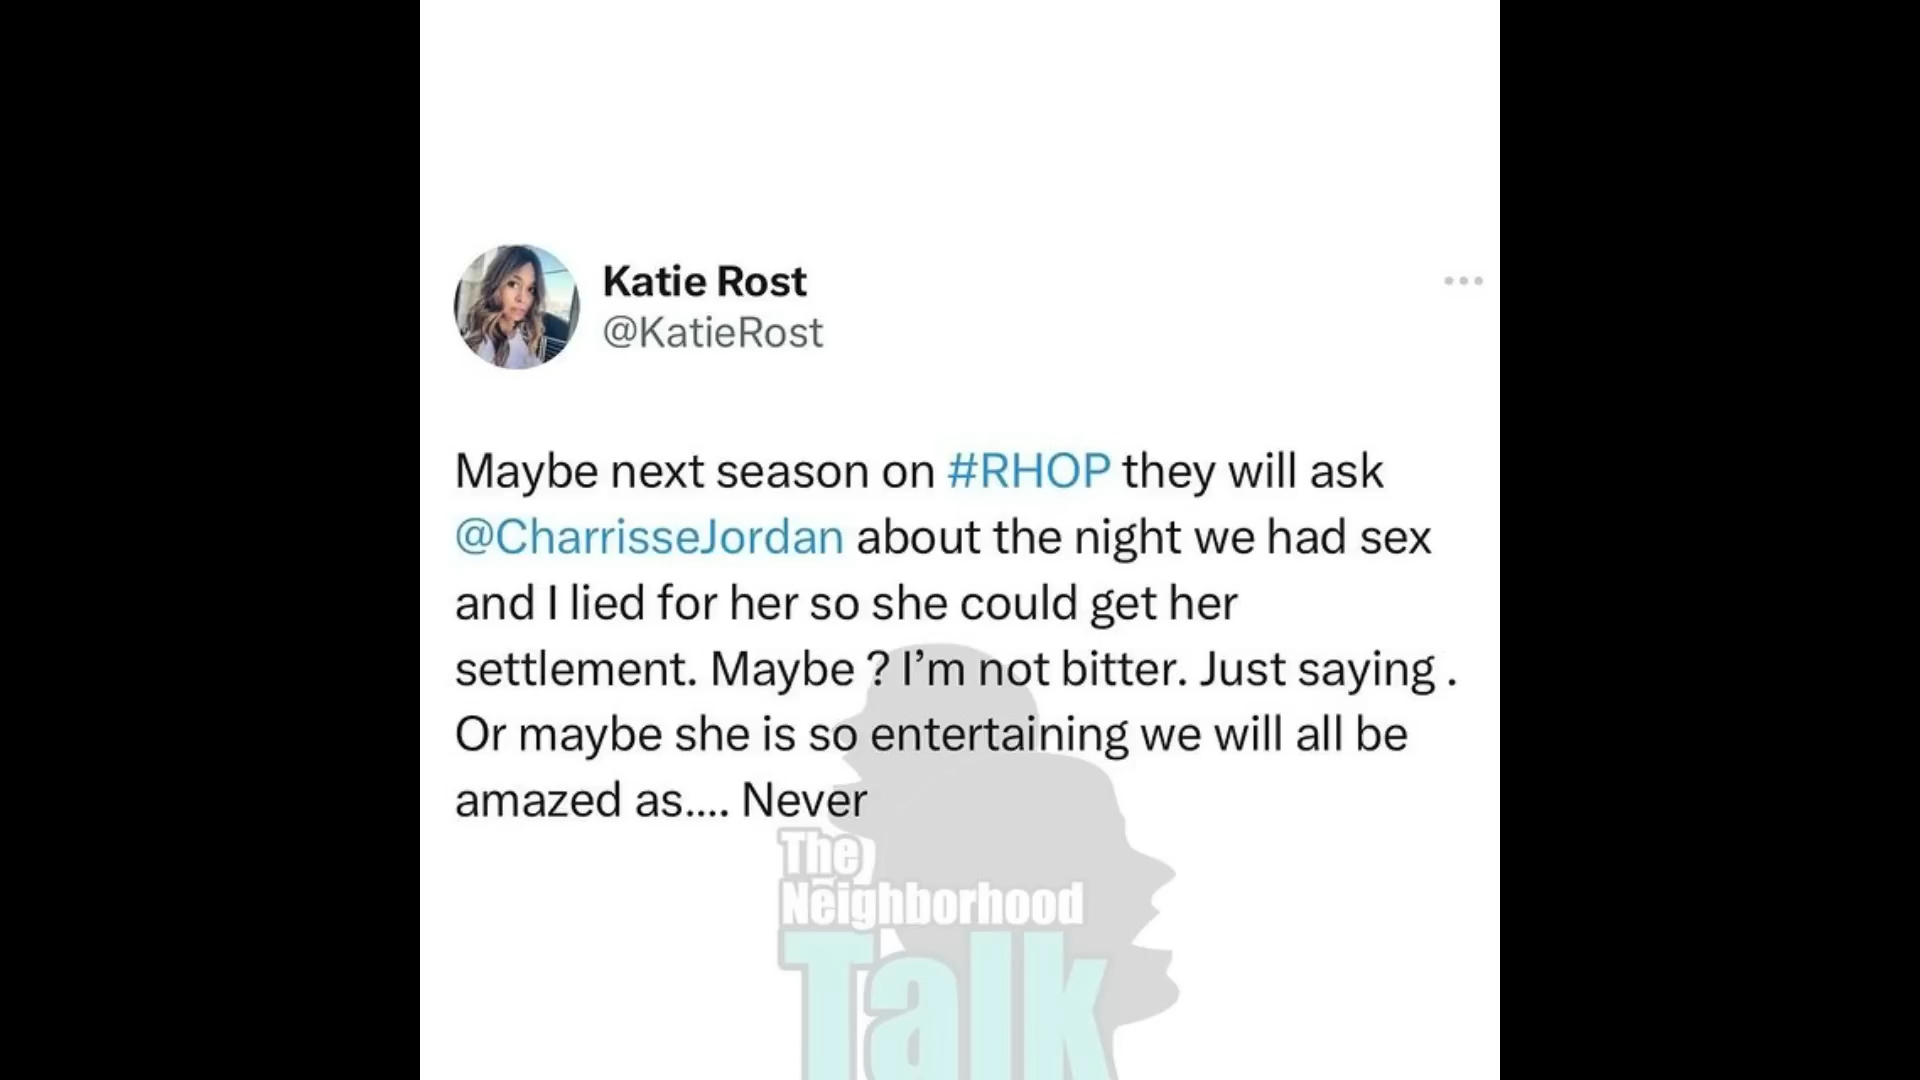 Katie Rost
@KatieRost
Maybe next season on #RHOP they will ask
@CharrisseJordan about the night we had sex
and I lied for her so she could get her
settlement. Maybe ? I’m not bitter. Just saying .
Or maybe she is so entertaining we will all be
amazed as.... Never
The
Neighborhood
Talk